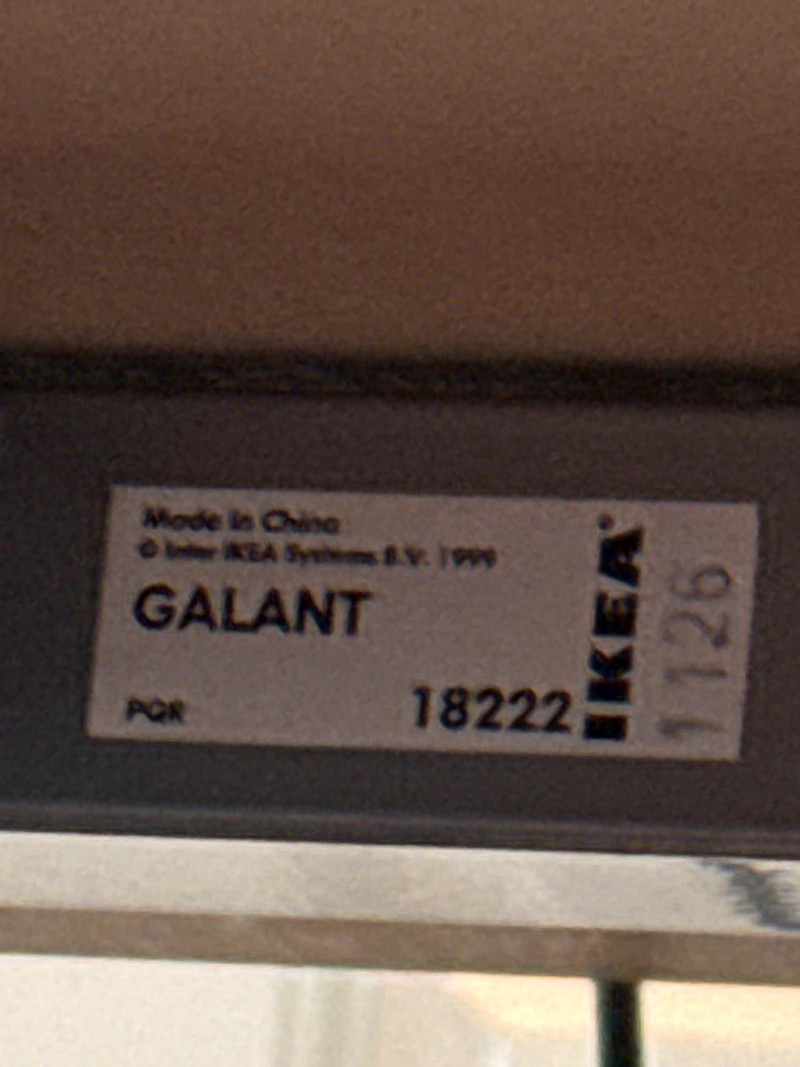 Made in China
© Inter IKEA Systems B.V. 1999
GALANT
PQR
18222
IKEA®
1126